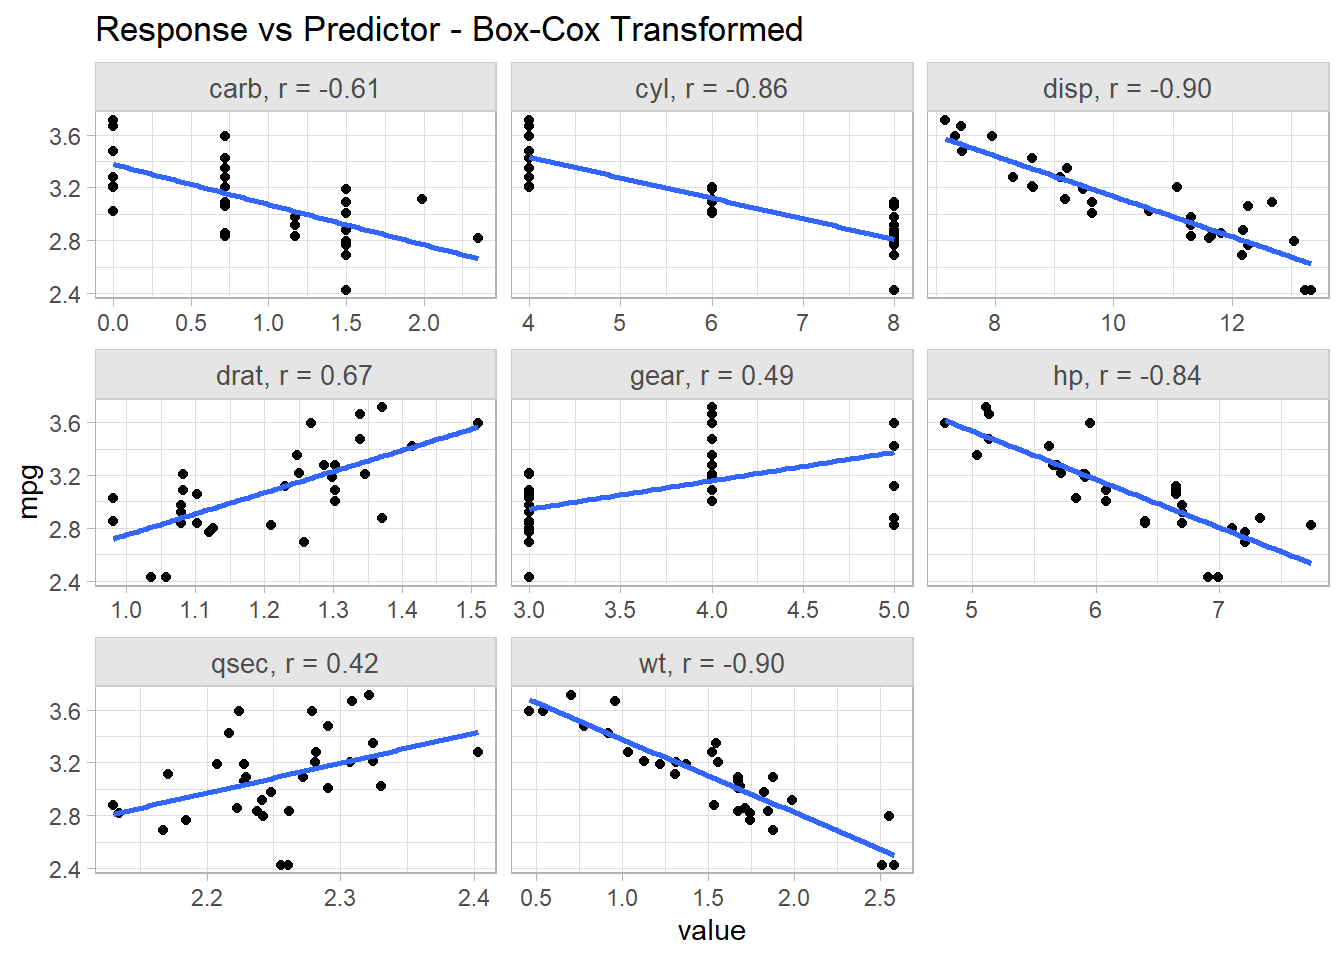 Response vs Predictor - Box-Cox Transformed
carb, r = -0.61
cyl, r = -0.86
disp, r = -0.90
3.6
3.2
2.8
2.4
0.0 0.5 1.0 1.5 2.0
4 5 6 7 8
8 10 12
drat, r = 0.67
gear, r = 0.49
hp, r = -0.84
mpg
3.6
3.2
2.8
2.4
1.0 1.1 1.2 1.3 1.4 1.5
3.0 3.5 4.0 4.5 5.0
5 6 7
qsec, r = 0.42
wt, r = -0.90
3.6
3.2
2.8
2.4
2.2 2.3 2.4
0.5 1.0 1.5 2.0 2.5
value